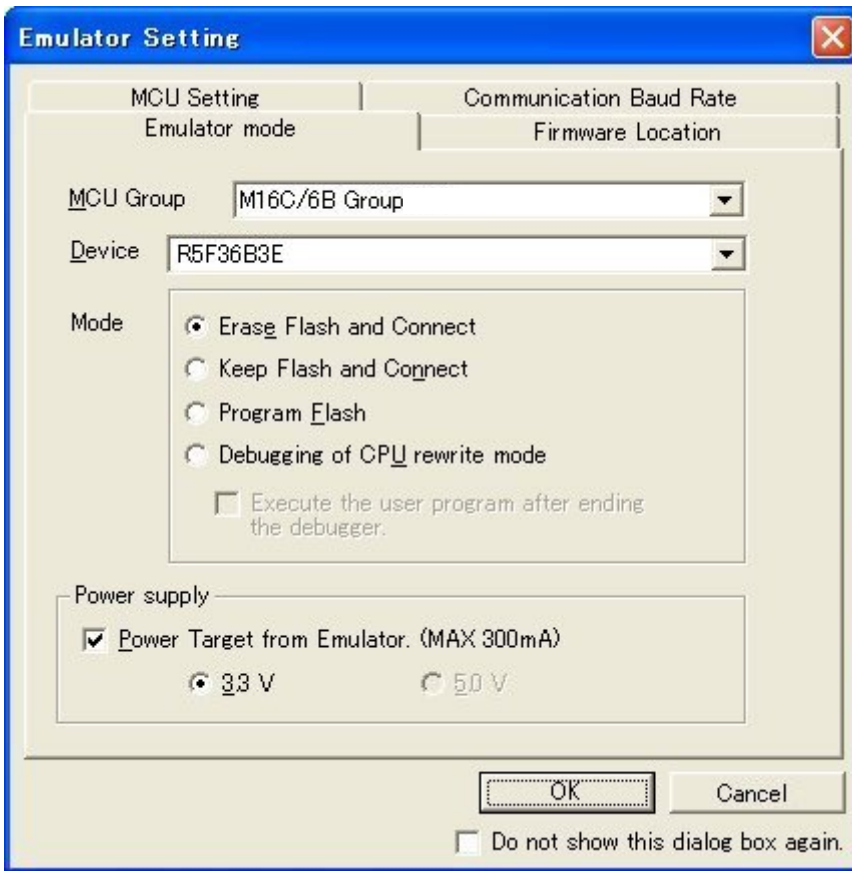 Emulator Setting
MCU Setting
Communication Baud Rate
Emulator mode
Firmware Location
MCU Group
M16C/6B Group
Device
R5F36B3E
Mode
Erase Flash and Connect
Keep Flash and Connect
Program Flash
Debugging of CPU rewrite mode
Execute the user program after ending
the debugger.
Power supply
Power Target from Emulator. (MAX 300mA)
3.3 V
5.0 V
OK
Cancel
Do not show this dialog box again.